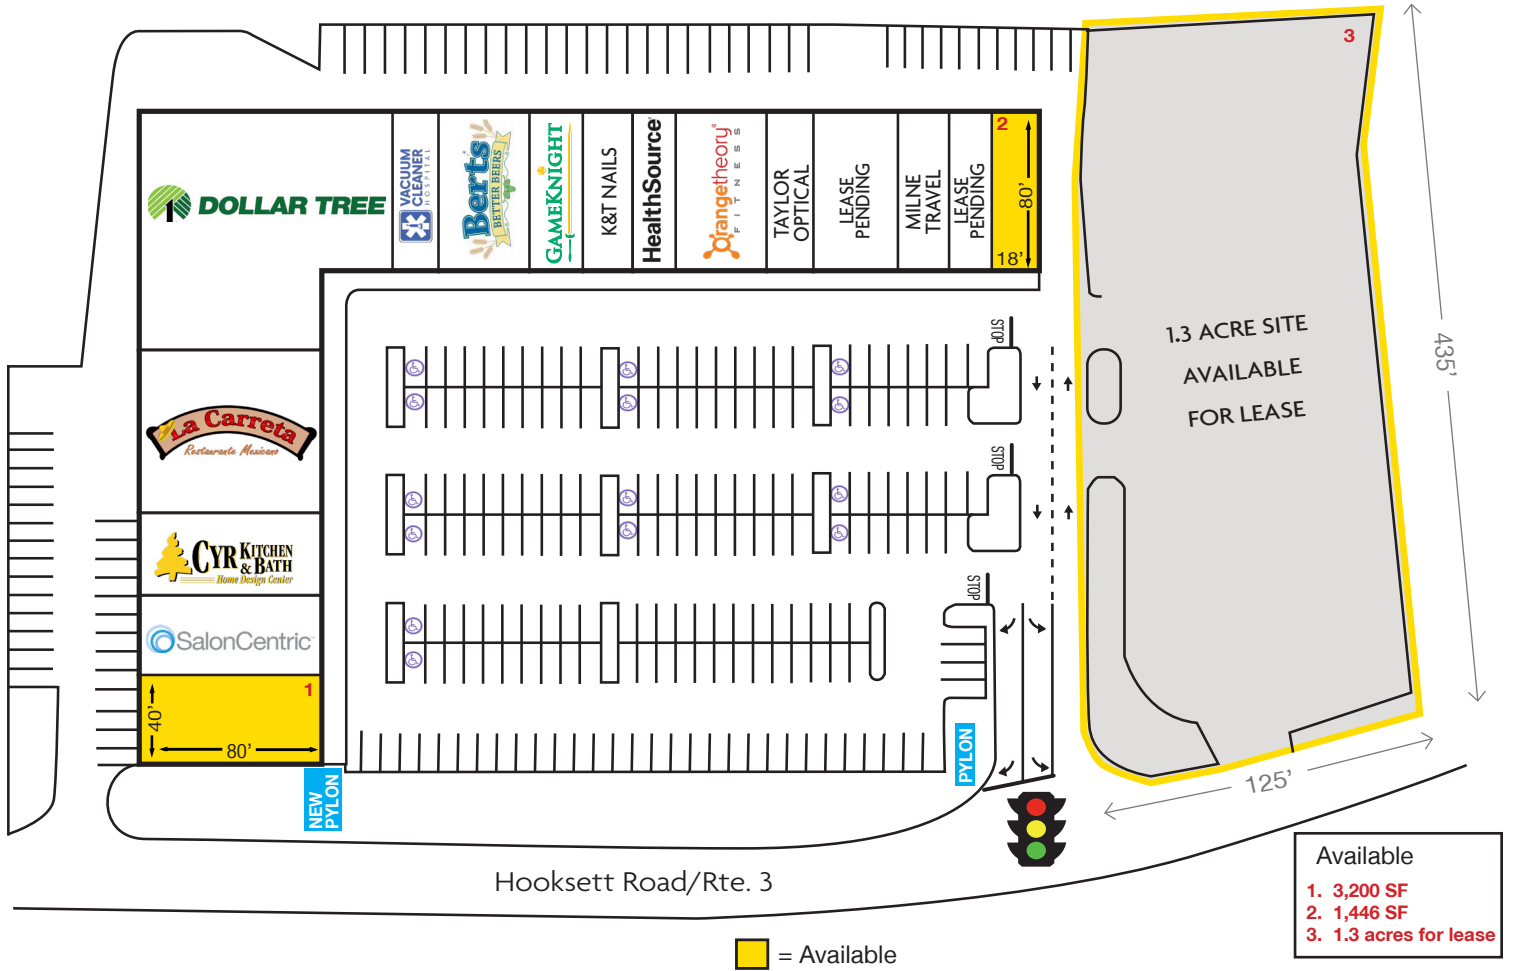 3
DOLLAR TREE
VACUUM
CLEANER
HOSPITAL
Bert's
BETTER BEERS
GAMEKNIGHT
K&T NAILS
HealthSource
Orangetheory®
FITNESS
TAYLOR
OPTICAL
LEASE
PENDING
MILNE
TRAVEL
LEASE
PENDING
2
80'
18'
STOP
1.3 ACRE SITE
AVAILABLE
FOR LEASE
435'
La Carreta
Restaurante Mexicano
STOP
CYR KITCHEN
& BATH
Home Design Center
STOP
SalonCentric
1
40'
80'
NEW
PYLON
PYLON
125'
Hooksett Road/Rte. 3
Available
1. 3,200 SF
2. 1,446 SF
3. 1.3 acres for lease
= Available